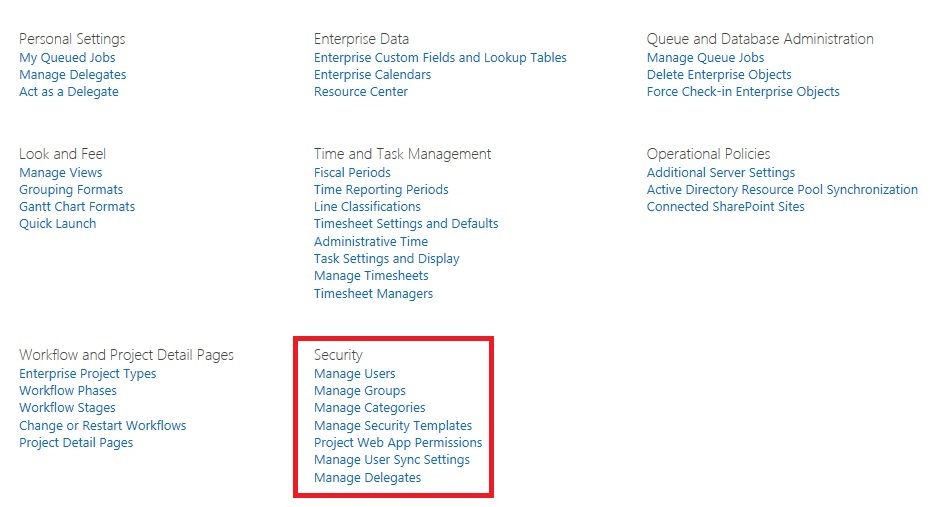 Personal Settings
My Queued Jobs
Manage Delegates
Act as a Delegate
Enterprise Data
Enterprise Custom Fields and Lookup Tables
Enterprise Calendars
Resource Center
Queue and Database Administration
Manage Queue Jobs
Delete Enterprise Objects
Force Check-in Enterprise Objects
Look and Feel
Manage Views
Grouping Formats
Gantt Chart Formats
Quick Launch
Time and Task Management
Fiscal Periods
Time Reporting Periods
Line Classifications
Timesheet Settings and Defaults
Administrative Time
Task Settings and Display
Manage Timesheets
Timesheet Managers
Operational Policies
Additional Server Settings
Active Directory Resource Pool Synchronization
Connected SharePoint Sites
Workflow and Project Detail Pages
Enterprise Project Types
Workflow Phases
Workflow Stages
Change or Restart Workflows
Project Detail Pages
Security
Manage Users
Manage Groups
Manage Categories
Manage Security Templates
Project Web App Permissions
Manage User Sync Settings
Manage Delegates